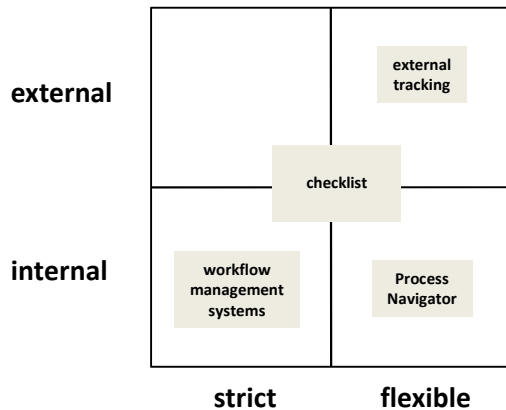 external
external
tracking
checklist
internal
workflow
management
systems
Process
Navigator
strict
flexible